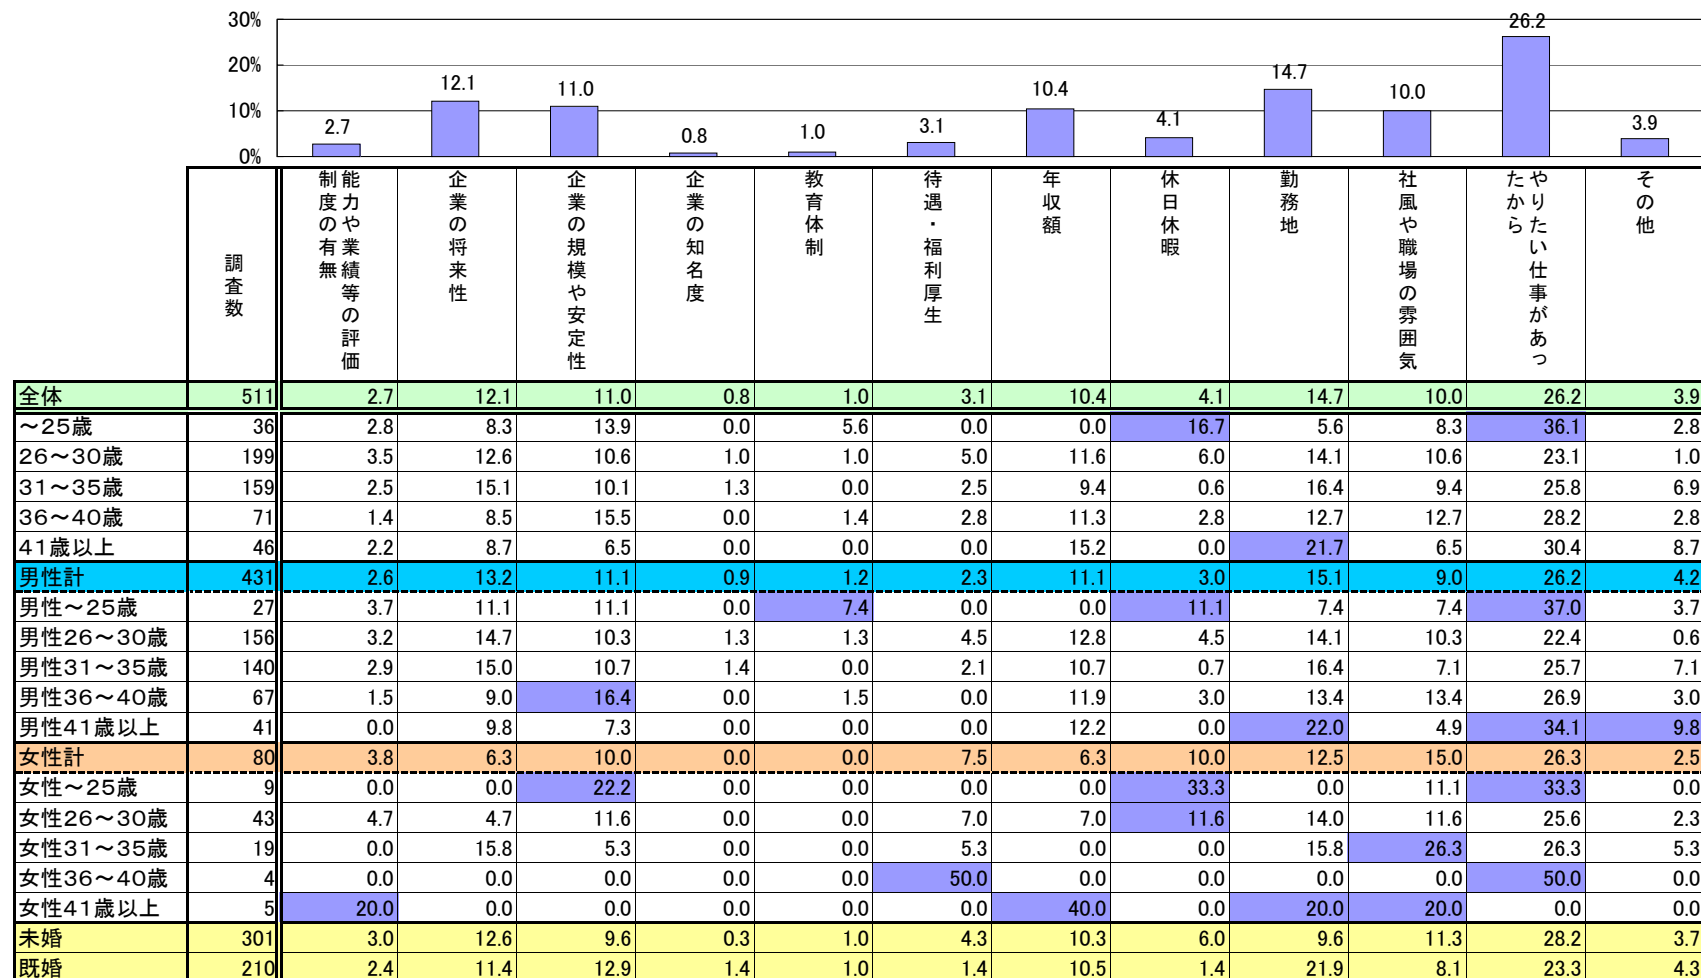 30%
20%
10%
0%
2.7 12.1 11.0 0.8 1.0 3.1 10.4 4.1 14.7 10.0 26.2 3.9
調査数
能力や業績等の評価
制度の有無
企業の将来性
企業の規模や安定性
企業の知名度
教育体制
待遇・福利厚生
年収額
休日休暇
勤務地
社風や職場の雰囲気
やりたい仕事があっ
たから
その他
全体 511 2.7 12.1 11.0 0.8 1.0 3.1 10.4 4.1 14.7 10.0 26.2 3.9
～25歳 36 2.8 8.3 13.9 0.0 5.6 0.0 0.0 16.7 5.6 8.3 36.1 2.8
26～30歳 199 3.5 12.6 10.6 1.0 1.0 5.0 11.6 6.0 14.1 10.6 23.1 1.0
31～35歳 159 2.5 15.1 10.1 1.3 0.0 2.5 9.4 0.6 16.4 9.4 25.8 6.9
36～40歳 71 1.4 8.5 15.5 0.0 1.4 2.8 11.3 2.8 12.7 12.7 28.2 2.8
41歳以上 46 2.2 8.7 6.5 0.0 0.0 0.0 15.2 0.0 21.7 6.5 30.4 8.7
男性計 431 2.6 13.2 11.1 0.9 1.2 2.3 11.1 3.0 15.1 9.0 26.2 4.2
男性～25歳 27 3.7 11.1 11.1 0.0 7.4 0.0 0.0 11.1 7.4 7.4 37.0 3.7
男性26～30歳 156 3.2 14.7 10.3 1.3 1.3 4.5 12.8 4.5 14.1 10.3 22.4 0.6
男性31～35歳 140 2.9 15.0 10.7 1.4 0.0 2.1 10.7 0.7 16.4 7.1 25.7 7.1
男性36～40歳 67 1.5 9.0 16.4 0.0 1.5 0.0 11.9 3.0 13.4 13.4 26.9 3.0
男性41歳以上 41 0.0 9.8 7.3 0.0 0.0 0.0 12.2 0.0 22.0 4.9 34.1 9.8
女性計 80 3.8 6.3 10.0 0.0 0.0 7.5 6.3 10.0 12.5 15.0 26.3 2.5
女性～25歳 9 0.0 0.0 22.2 0.0 0.0 0.0 0.0 33.3 0.0 11.1 33.3 0.0
女性26～30歳 43 4.7 4.7 11.6 0.0 0.0 7.0 7.0 11.6 14.0 11.6 25.6 2.3
女性31～35歳 19 0.0 15.8 5.3 0.0 0.0 5.3 0.0 0.0 15.8 26.3 26.3 5.3
女性36～40歳 4 0.0 0.0 0.0 0.0 0.0 50.0 0.0 0.0 0.0 0.0 50.0 0.0
女性41歳以上 5 20.0 0.0 0.0 0.0 0.0 0.0 40.0 0.0 20.0 20.0 0.0 0.0
未婚 301 3.0 12.6 9.6 0.3 1.0 4.3 10.3 6.0 9.6 11.3 28.2 3.7
既婚 210 2.4 11.4 12.9 1.4 1.0 1.4 10.5 1.4 21.9 8.1 23.3 4.3